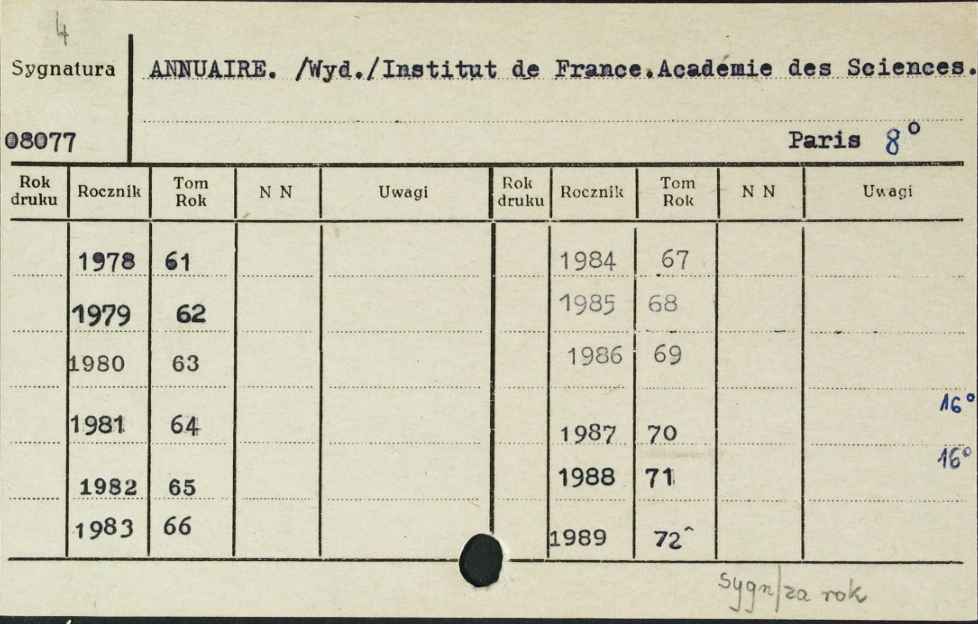 4
Sygnatura ANNUAIRE. /Wyd./Institut de France.Académie des Sciences.
08077 Paris 8°
Rok druku Rocznik Tom Rok N N Uwagi Rok druku Rocznik Tom Rok N N Uwagi
1978 61 1984 67
1979 62 1985 68
1980 63 1986 69
16°
1981 64 1987 70
16°
1982 65 1988 71
1983 66 1989 72^
Sygn/za rok